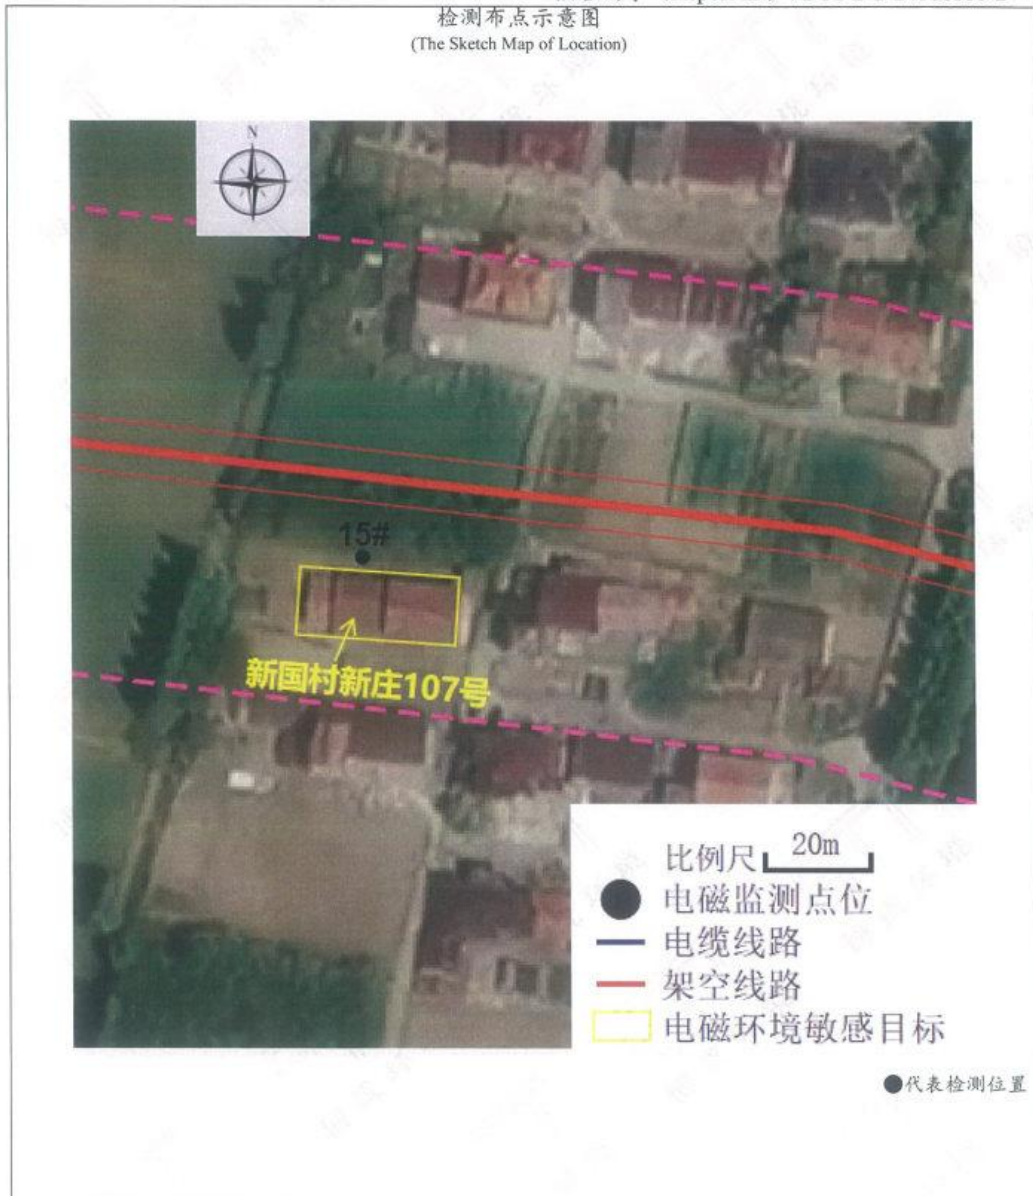 检测布点示意图
(The Sketch Map of Location)
N
15#
新国村新庄107号
比例尺 20m
电磁监测点位
电缆线路
架空线路
电磁环境敏感目标
●代表检测位置